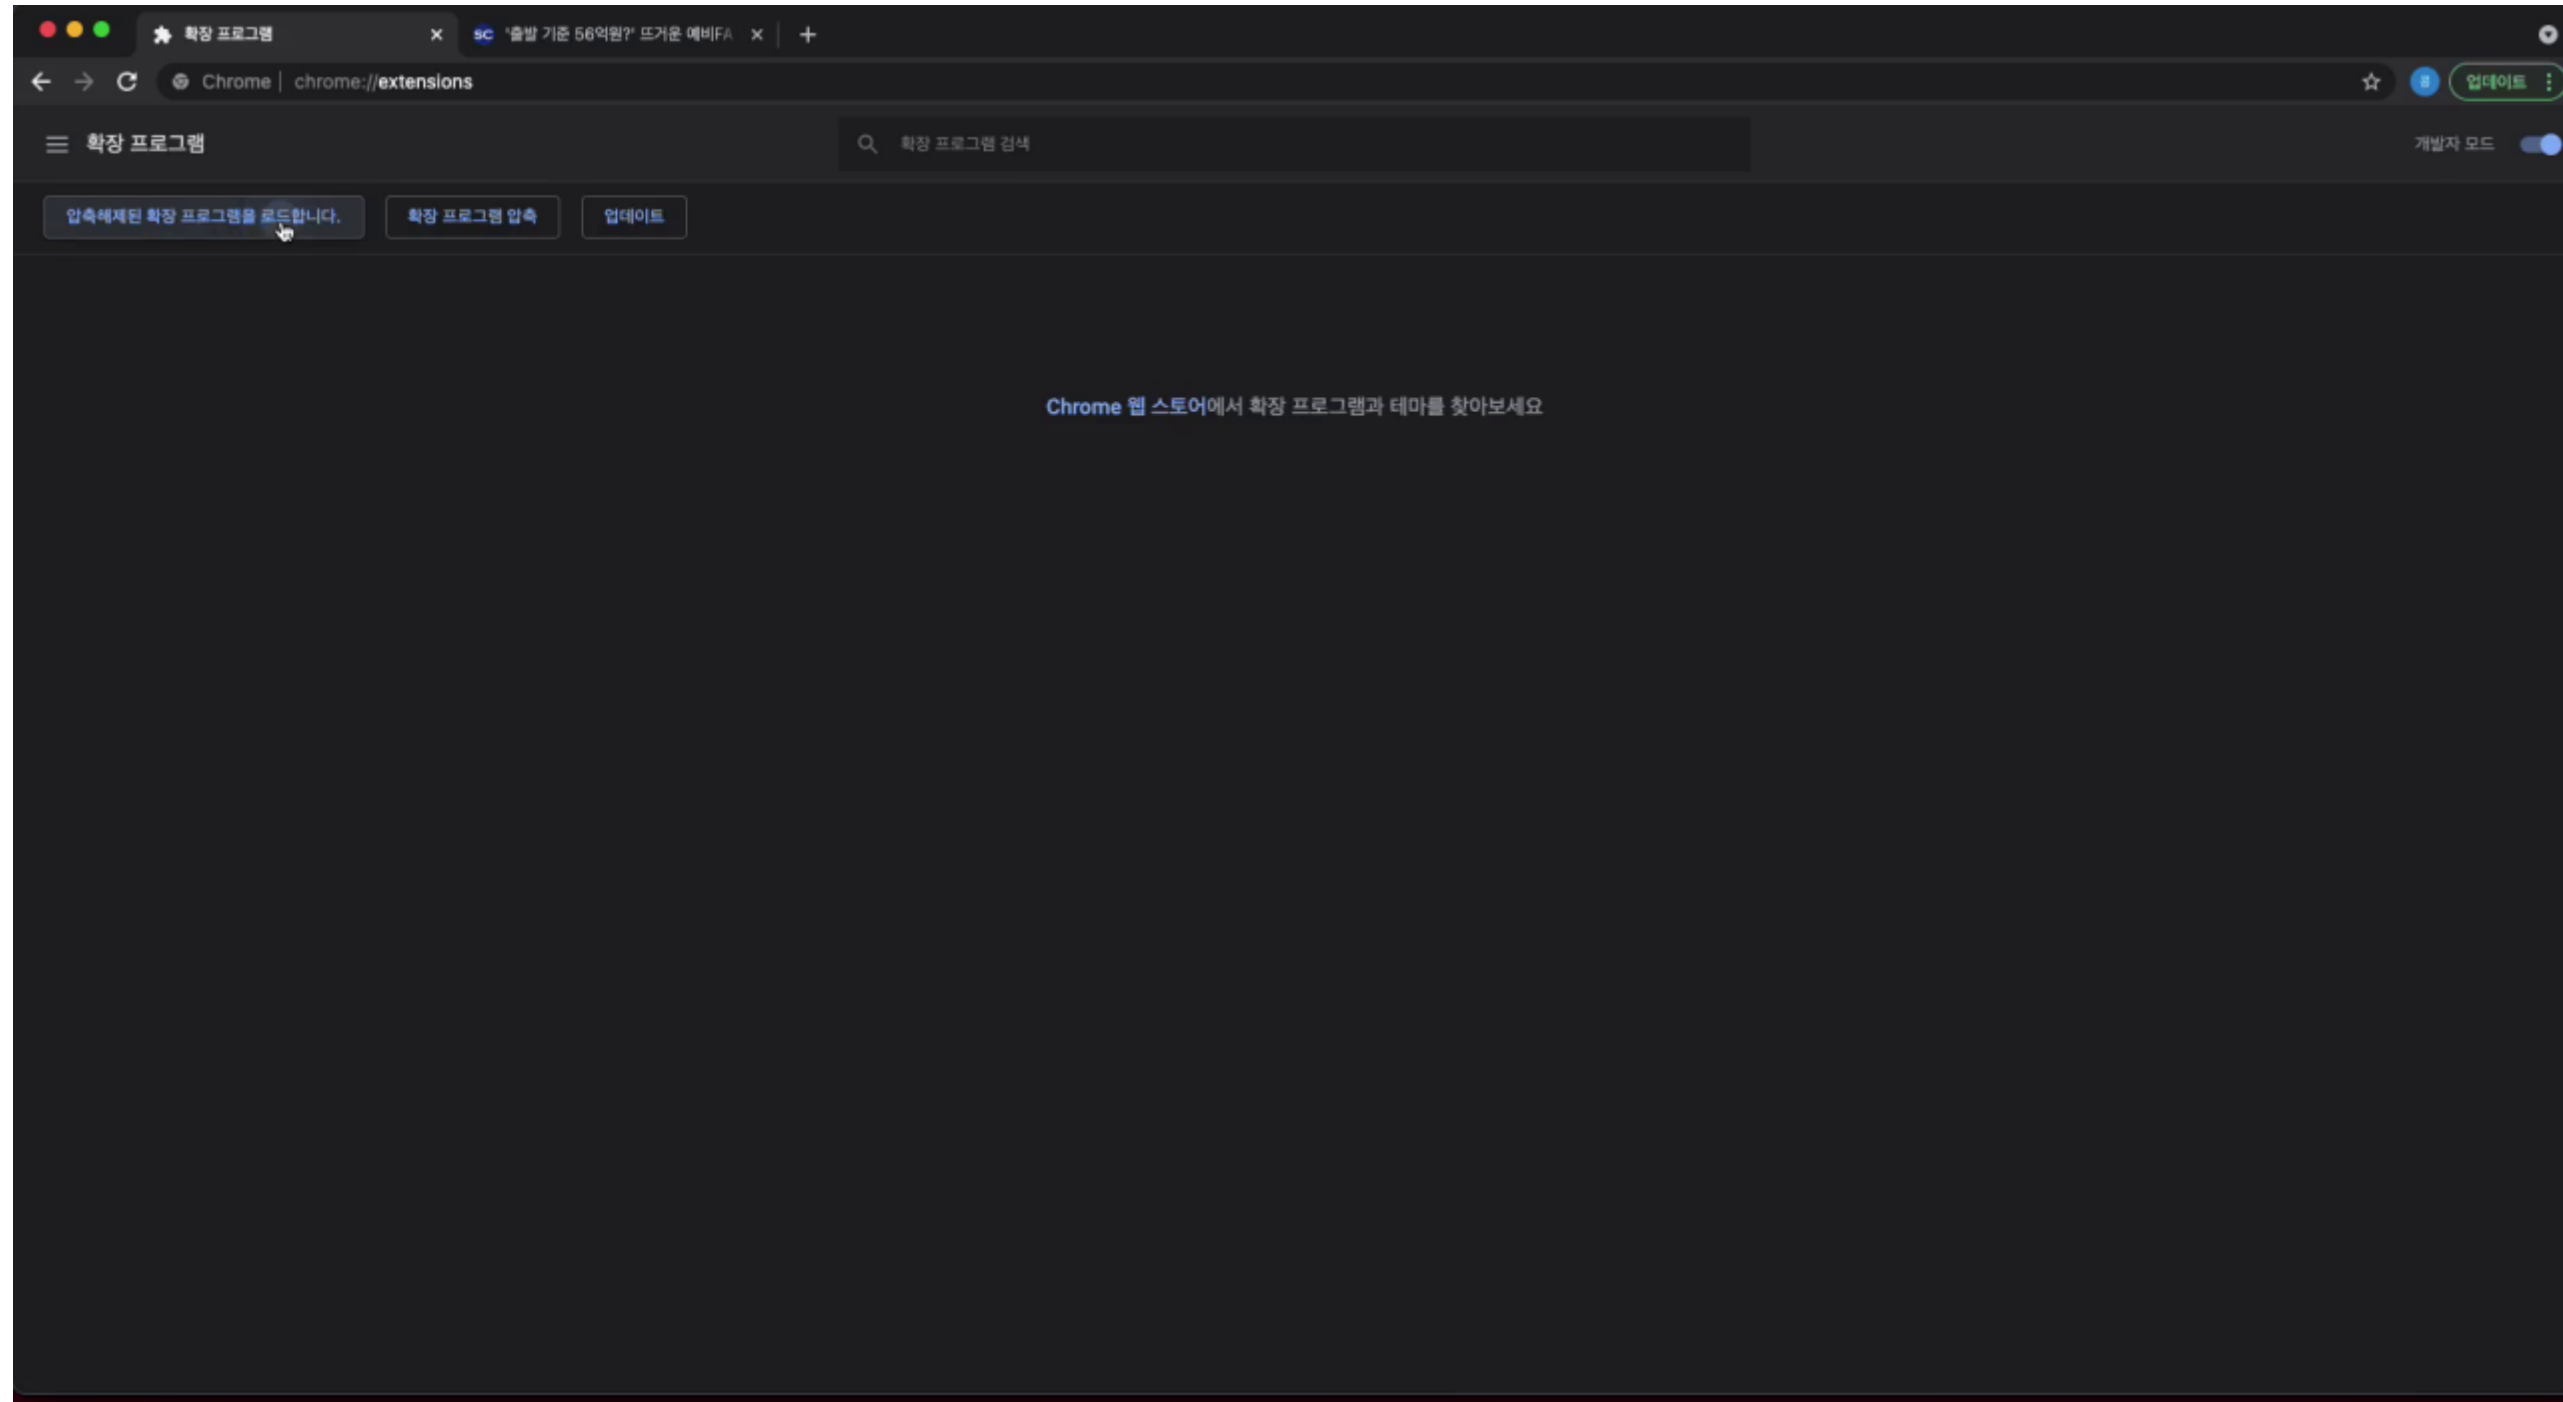 확장 프로그램
SC '출발 기준 56억원?' 뜨거운 예비FA
Chrome | chrome://extensions
업데이트
확장 프로그램
확장 프로그램 검색
개발자 모드
압축해제된 확장 프로그램을 로드합니다.
확장 프로그램 압축
업데이트
Chrome 웹 스토어에서 확장 프로그램과 테마를 찾아보세요